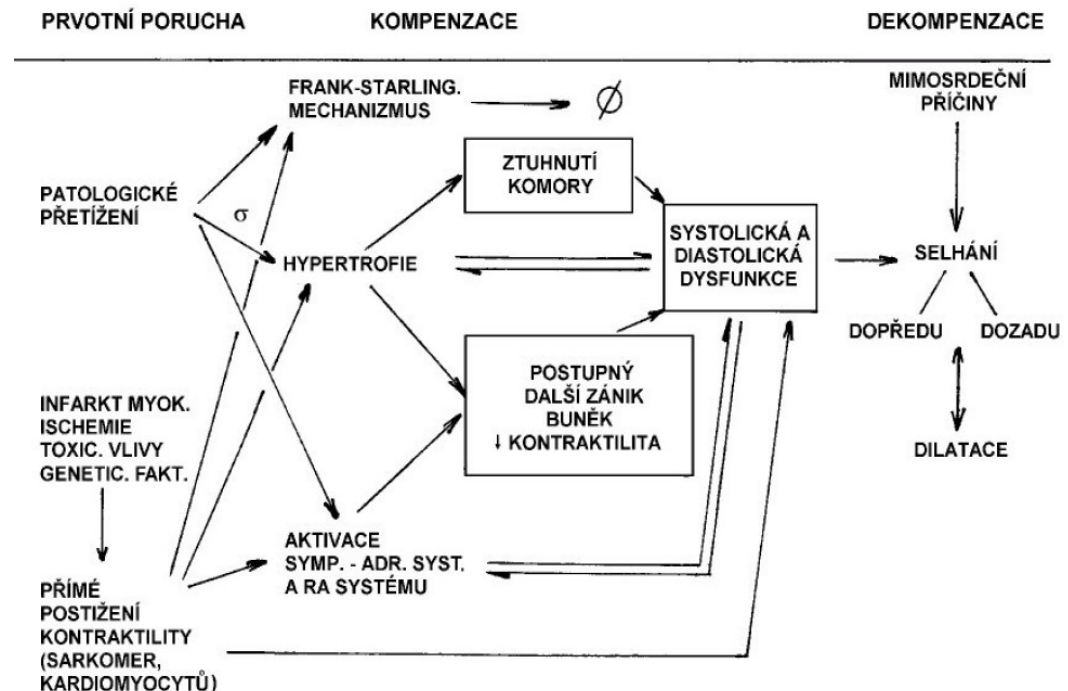 PRVOTNÍ PORUCHA
KOMPENZACE
DEKOMPENZACE
FRANK-STARLING.
MECHANIZMUS
Ø
MIMOSRDEČNÍ
PŘÍČINY
ZTUHNUTÍ
KOMORY
PATOLOGICKÉ
PŘETÍŽENÍ
σ
HYPERTROFIE
SYSTOLICKÁ A
DIASTOLICKÁ
DYSFUNKCE
SELHÁNÍ
DOPŘEDU
DOZADU
POSTUPNÝ
DALŠÍ ZÁNIK
BUNĚK
↓ KONTRAKTILITA
DILATACE
INFARKT MYOK.
ISCHEMIE
TOXIC. VLIVY
GENETIC. FAKT.
AKTIVACE
SYMP. - ADR. SYST.
A RA SYSTÉMU
PŘÍMÉ
POSTIŽENÍ
KONTRAKTILITY
(SARKOMER,
KARDIOMYOCYTŮ)